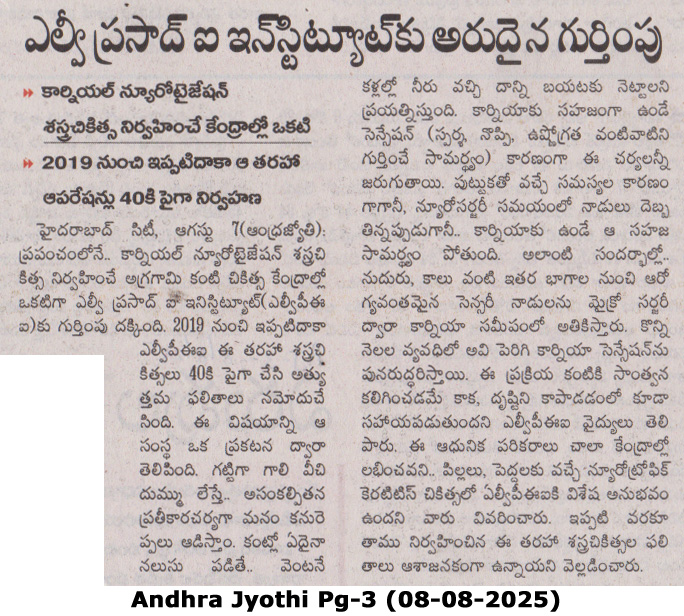 ఎల్వీ ప్రసాద్ ఐ ఇన్‌స్టిట్యూట్‌కు అరుదైన గుర్తింపు
కార్నియల్ న్యూరోటైజేషన్
శస్త్రచికిత్స నిర్వహించే కేంద్రాల్లో ఒకటి
2019 నుంచి ఇప్పటిదాకా ఆ తరహా
ఆపరేషన్లు 40కి పైగా నిర్వహణ
హైదరాబాద్ సిటీ, ఆగస్టు 7(ఆంధ్రజ్యోతి):
ప్రపంచంలోనే.. కార్నియల్ న్యూరోటైజేషన్ శస్త్రచి
కిత్స నిర్వహించే అగ్రగామి కంటి చికిత్స కేంద్రాల్లో
ఒకటిగా ఎల్వీ ప్రసాద్ ఐ ఇనిస్టిట్యూట్(ఎల్వీపీఈ
ఐ)కు గుర్తింపు దక్కింది. 2019 నుంచి ఇప్పటిదాకా
ఎల్వీపీఈఐ ఈ తరహా శస్త్రచి
కిత్సలు 40కి పైగా చేసి అత్యు
త్తమ ఫలితాలు నమోదుచే
సింది. ఈ విషయాన్ని ఆ
సంస్థ ఒక ప్రకటన ద్వారా
తెలిపింది. గట్టిగా గాలి వీచి
దుమ్ము లేస్తే.. అసంకల్పితన
ప్రతీకారచర్యగా మనం కనురె
ప్పలు ఆడిస్తాం. కంట్లో ఏదైనా
నలుసు పడితే.. వెంటనే
కళ్లల్లో నీరు వచ్చి దాన్ని బయటకు నెట్టాలని
ప్రయత్నిస్తుంది. కార్నియాకు సహజంగా ఉండే
సెన్సేషన్ (స్పర్శ, నొప్పి, ఉష్ణోగ్రత వంటివాటిని
గుర్తించే సామర్థ్యం) కారణంగా ఈ చర్యలన్నీ
జరుగుతాయి. పుట్టుకతో వచ్చే సమస్యల కారణం
గాగానీ, న్యూరోసర్జరీ సమయంలో నాడులు దెబ్బ
తిన్నప్పుడుగానీ.. కార్నియాకు ఉండే ఆ సహజ
సామర్థ్యం పోతుంది. అలాంటి సందర్భాల్లో..
నుదురు, కాలు వంటి ఇతర భాగాల నుంచి ఆరో
గ్యవంతమైన సెన్సరీ నాడులను మైక్రో సర్జరీ
ద్వారా కార్నియా సమీపంలో అతికిస్తారు. కొన్ని
నెలల వ్యవధిలో అవి పెరిగి కార్నియా సెన్సేషన్‌ను
పునరుద్ధరిస్తాయి. ఈ ప్రక్రియ కంటికి సాంత్వన
కలిగించడమే కాక, దృష్టిని కాపాడడంలో కూడా
సహాయపడుతుందని ఎల్వీపీఈఐ వైద్యులు తెలి
పారు. ఈ ఆధునిక పరికరాలు చాలా కేంద్రాల్లో
లభించవని.. పిల్లలు, పెద్దలకు వచ్చే న్యూరోట్రోఫిక్
కెరటిటిస్ చికిత్సలో ఏల్వీపీఈఐకి విశేష అనుభవం
ఉందని వారు వివరించారు. ఇప్పటి వరకూ
తాము నిర్వహించిన ఈ తరహా శస్త్రచికిత్సల ఫలి
తాలు ఆశాజనకంగా ఉన్నాయని వెల్లడించారు.
Andhra Jyothi Pg-3 (08-08-2025)